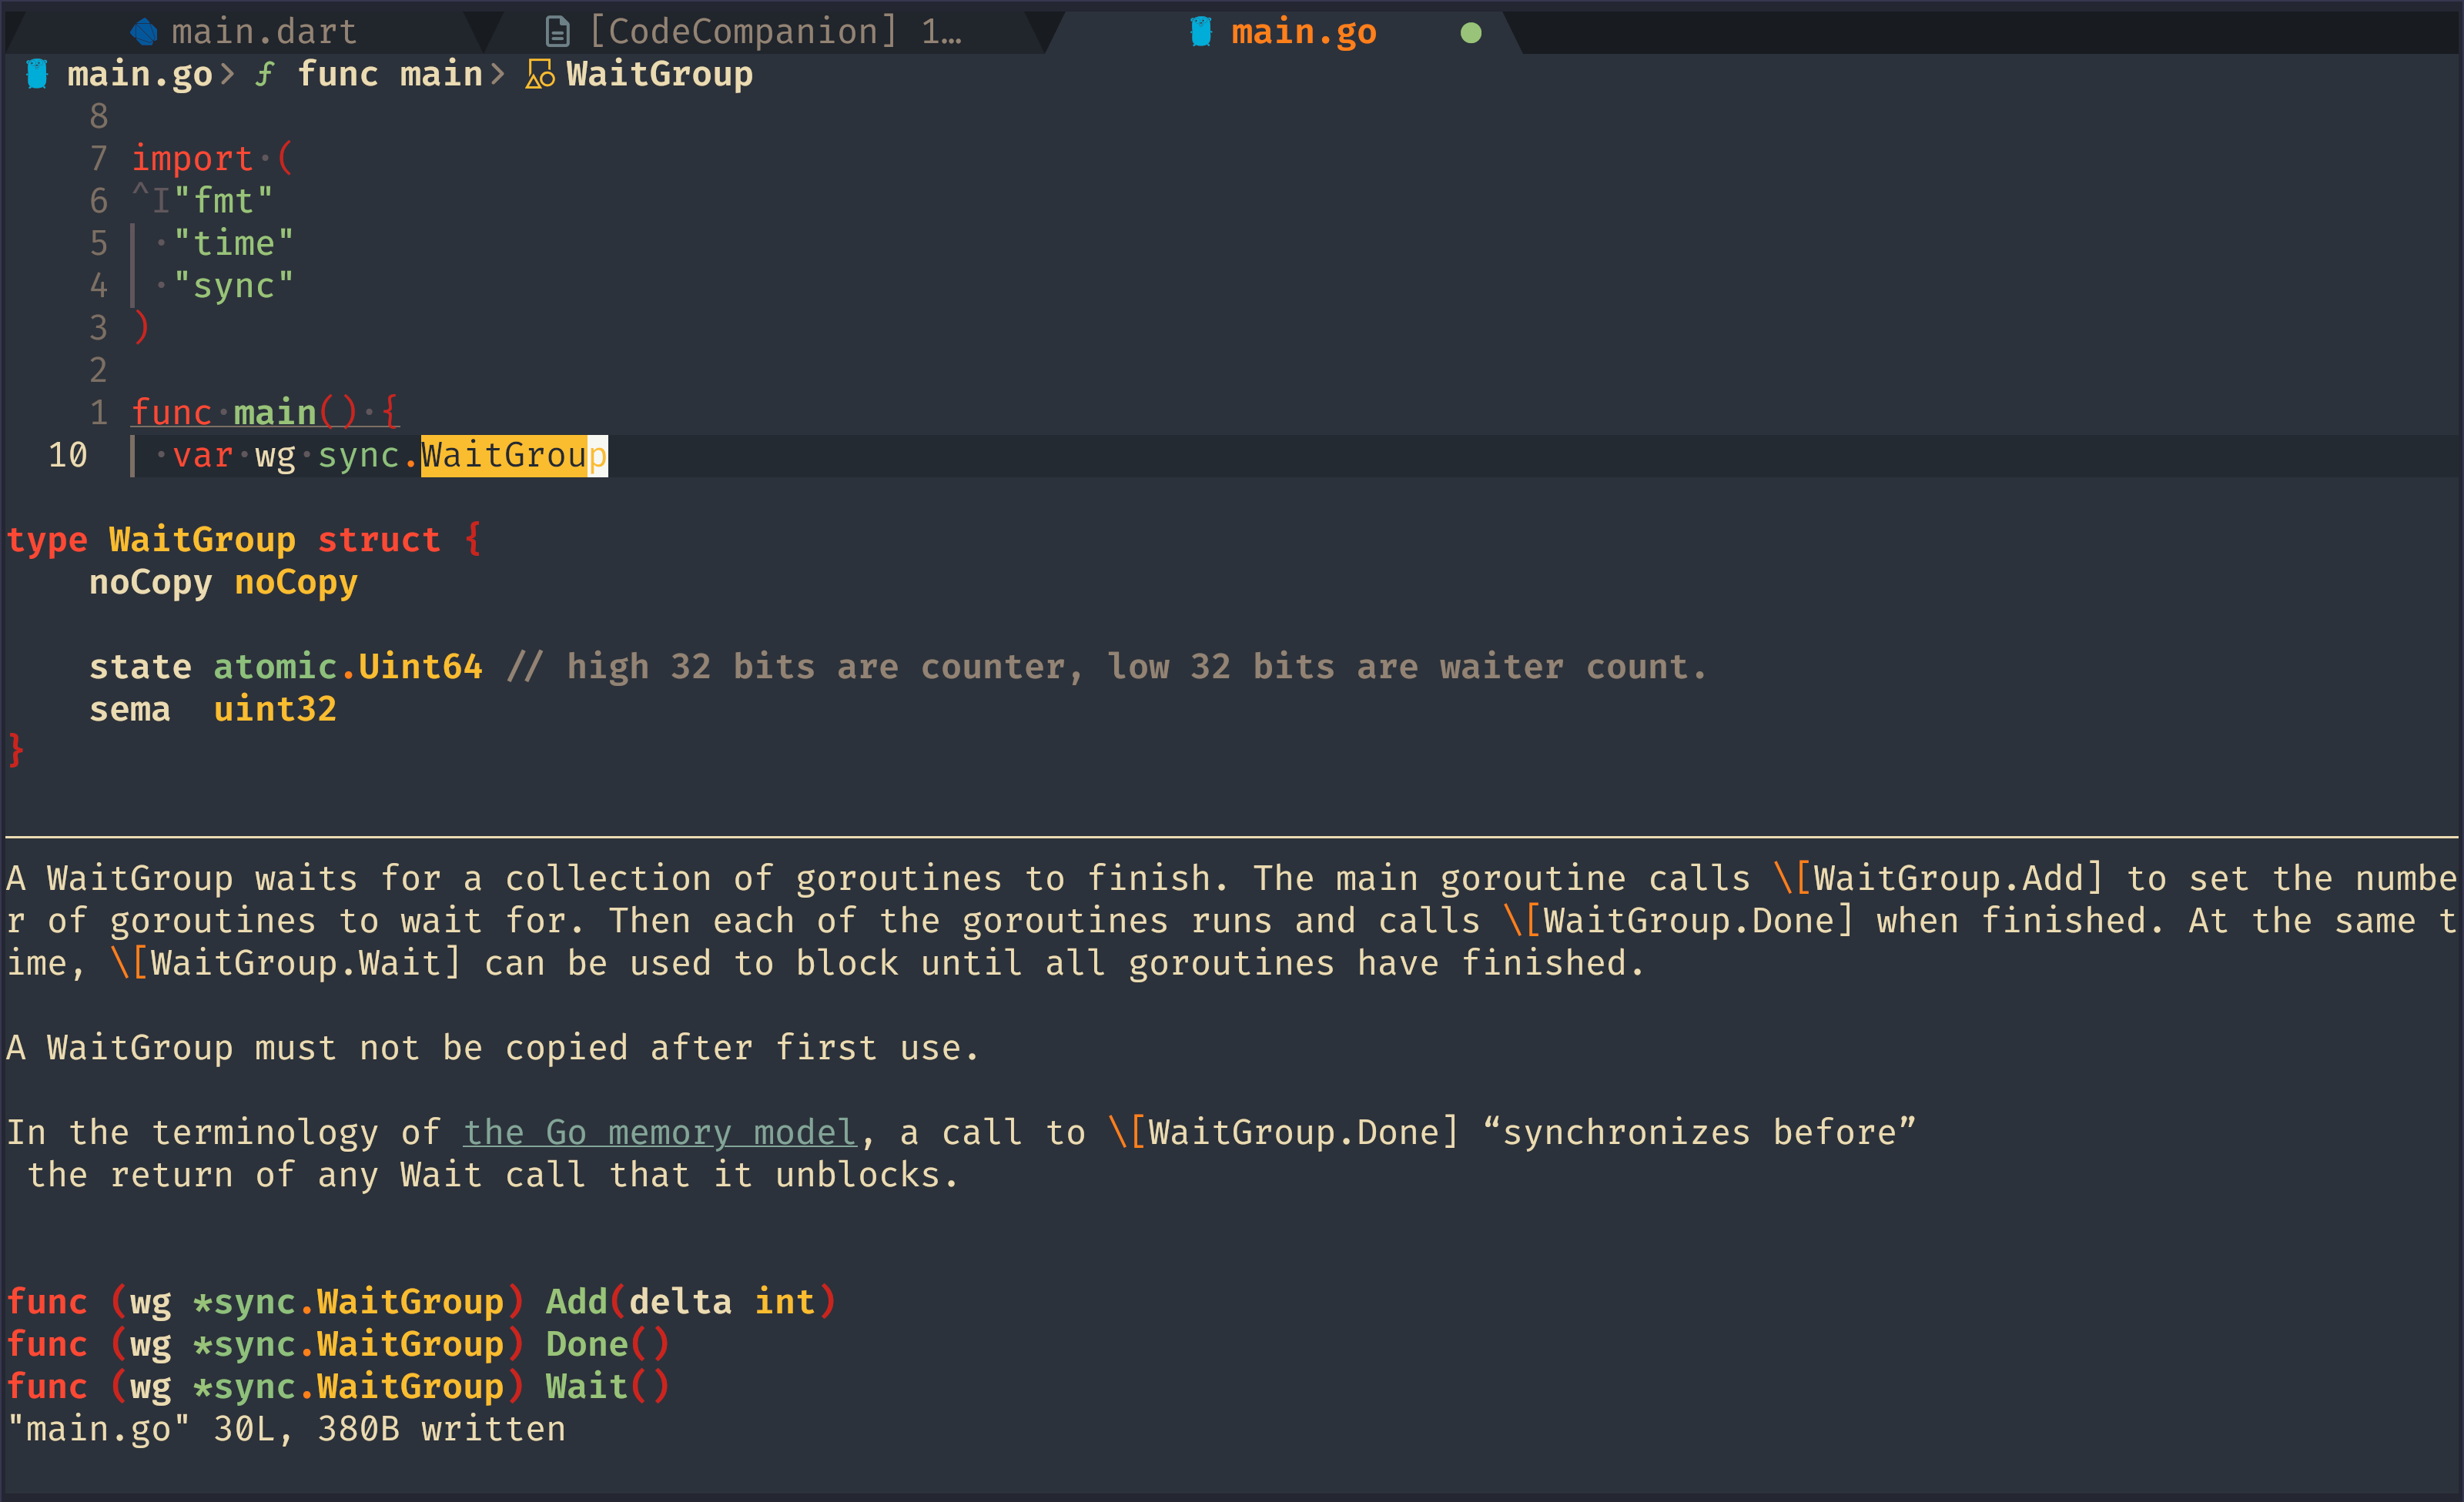 main.dart [CodeCompanion] 1… main.go
main.go> ƒ func main> WaitGroup
8
7 import·(
6 ^I"fmt"
5 ·"time"
4 ·"sync"
3 )
2
1 func·main()·{
10 ·var·wg·sync.WaitGroup
type WaitGroup struct {
noCopy noCopy
state atomic.Uint64 // high 32 bits are counter, low 32 bits are waiter count.
sema uint32
}
A WaitGroup waits for a collection of goroutines to finish. The main goroutine calls \[WaitGroup.Add] to set the numbe
r of goroutines to wait for. Then each of the goroutines runs and calls \[WaitGroup.Done] when finished. At the same t
ime, \[WaitGroup.Wait] can be used to block until all goroutines have finished.
A WaitGroup must not be copied after first use.
In the terminology of the Go memory model, a call to \[WaitGroup.Done] “synchronizes before”
the return of any Wait call that it unblocks.
func (wg *sync.WaitGroup) Add(delta int)
func (wg *sync.WaitGroup) Done()
func (wg *sync.WaitGroup) Wait()
"main.go" 30L, 380B written